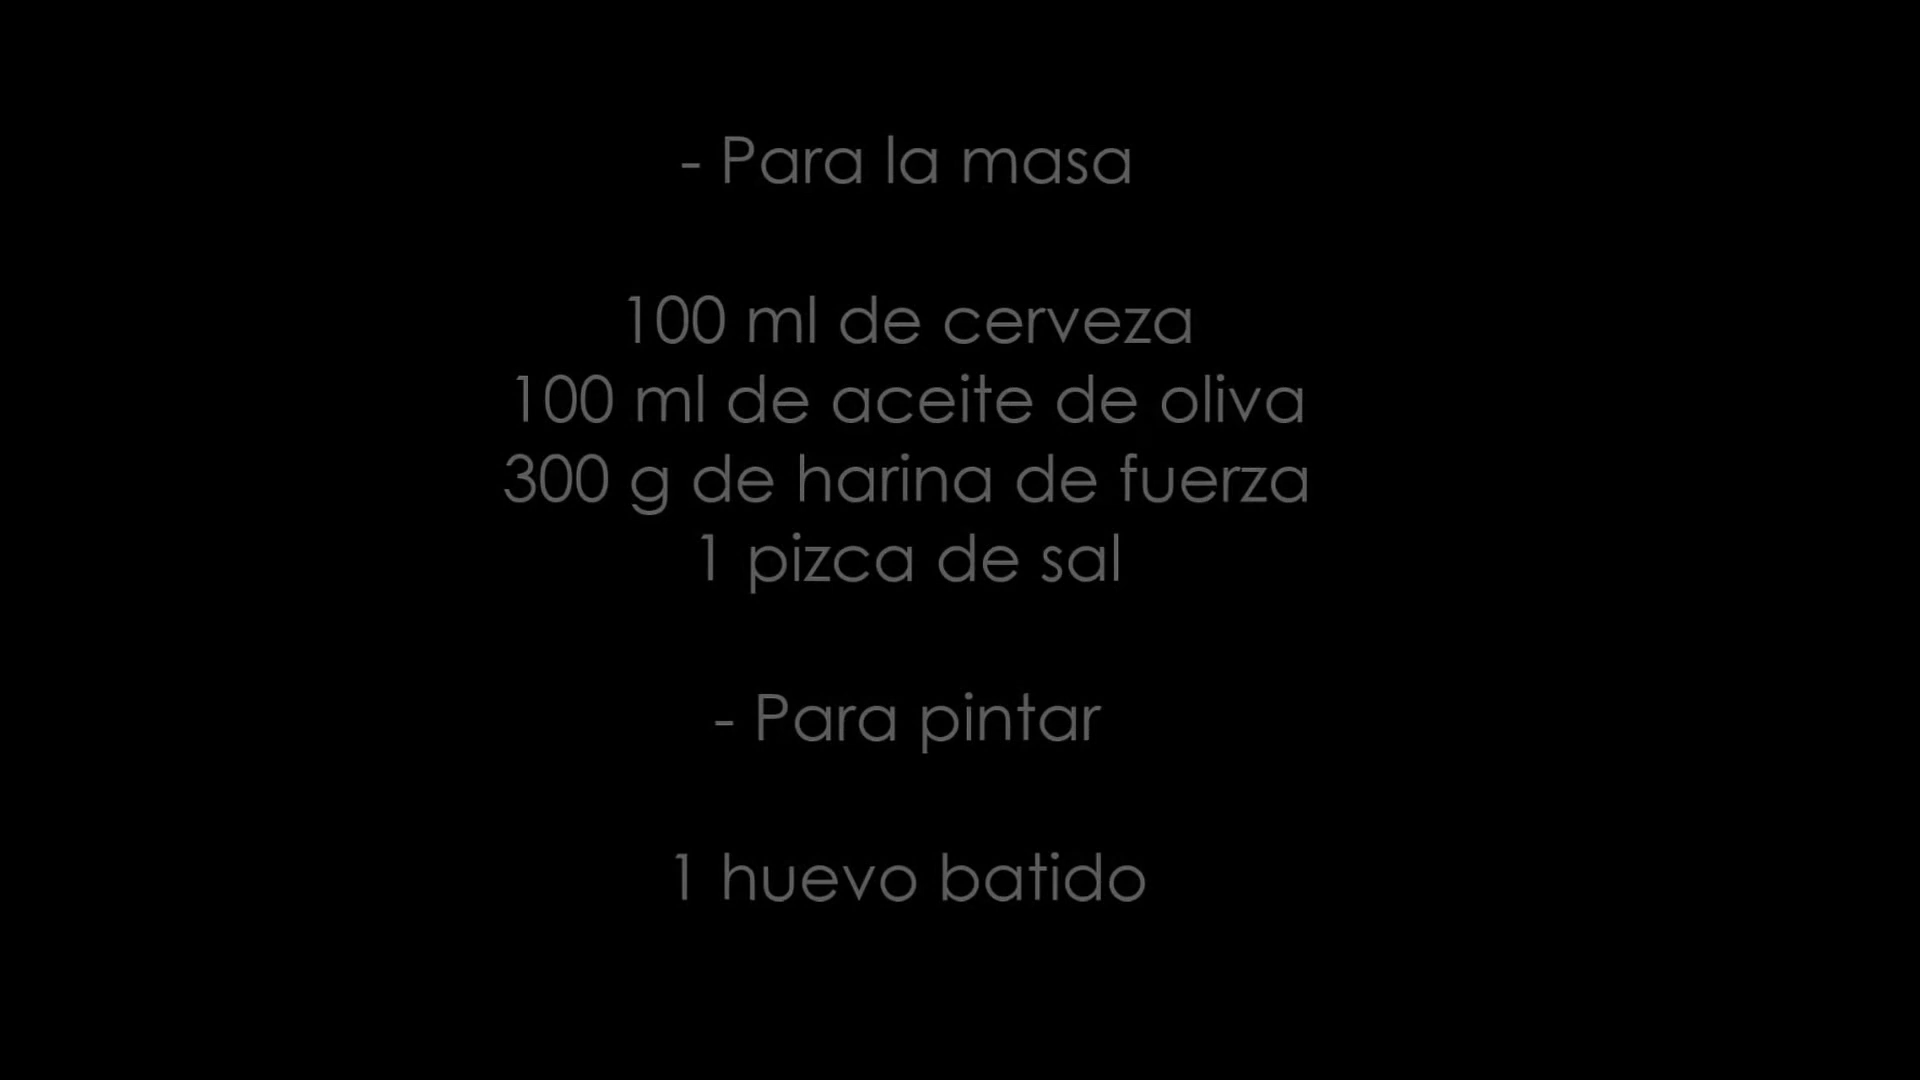 - Para la masa
100 ml de cerveza
100 ml de aceite de oliva
300 g de harina de fuerza
1 pizca de sal
- Para pintar
1 huevo batido